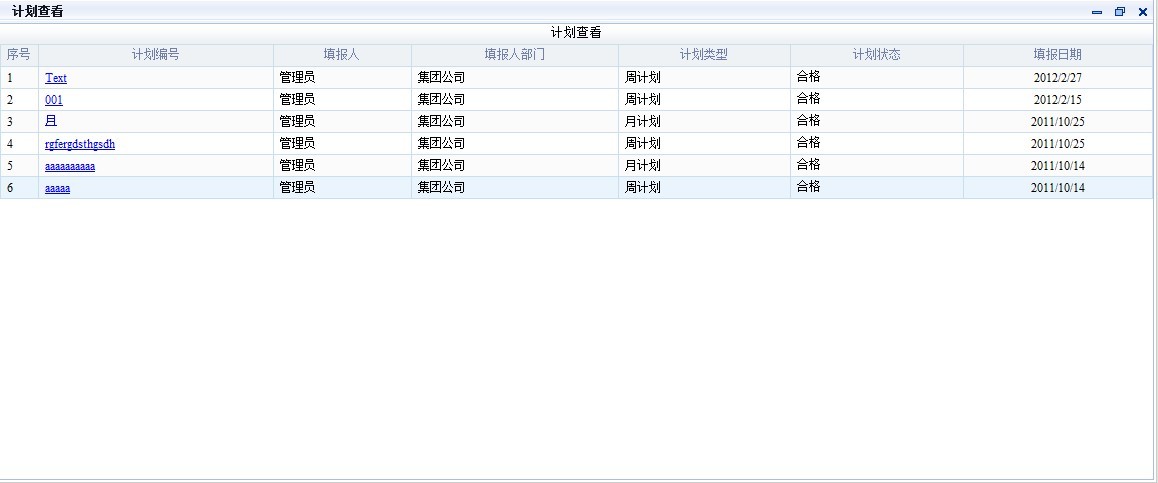 计划查看
计划查看
序号 计划编号 填报人 填报人部门 计划类型 计划状态 填报日期
1 Text 管理员 集团公司 周计划 合格 2012/2/27
2 001 管理员 集团公司 周计划 合格 2012/2/15
3 月 管理员 集团公司 月计划 合格 2011/10/25
4 rgfergdsthgsdh 管理员 集团公司 周计划 合格 2011/10/25
5 aaaaaaaaaa 管理员 集团公司 月计划 合格 2011/10/14
6 aaaaa 管理员 集团公司 周计划 合格 2011/10/14